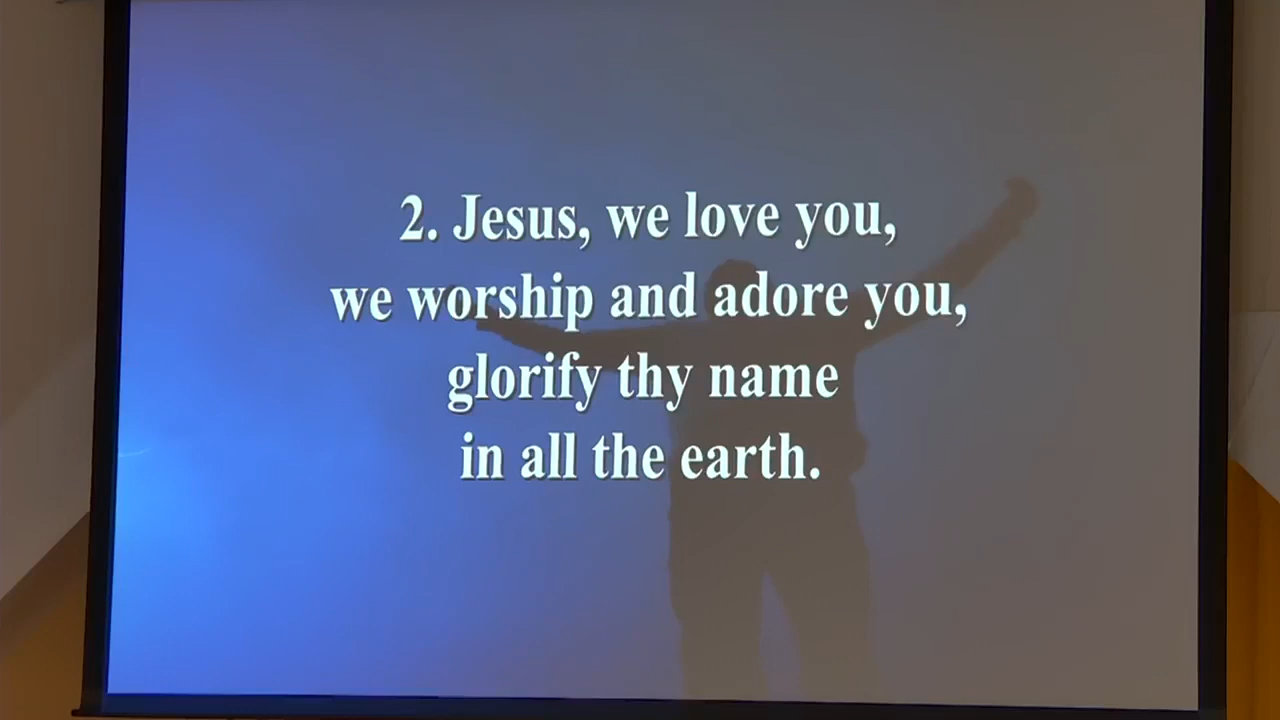 2. Jesus, we love you,
we worship and adore you,
glorify thy name
in all the earth.